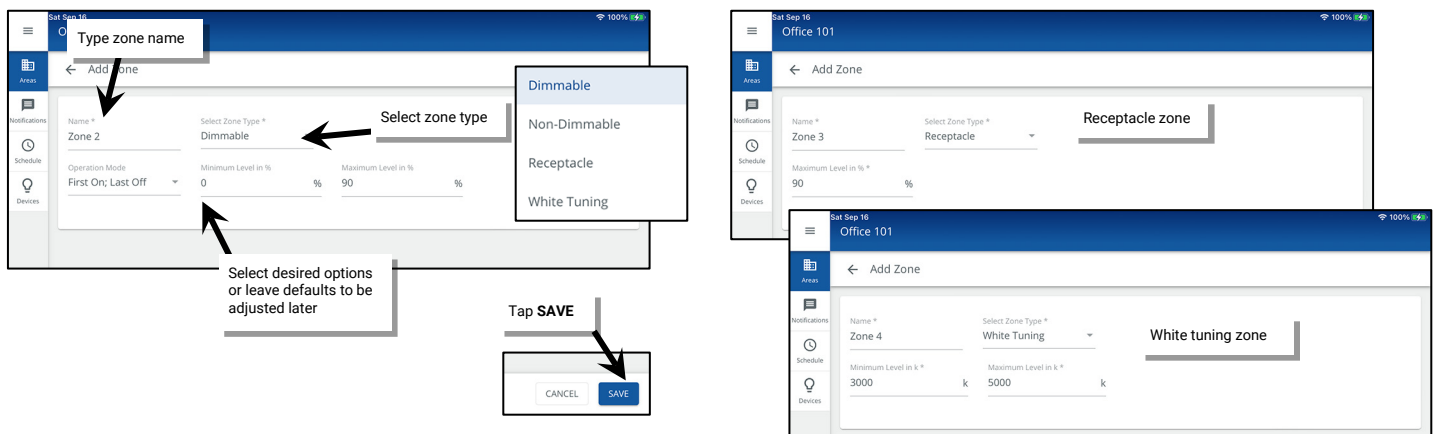 Sat Sep 16
100%
Type zone name
Add Zone
Areas
Notifications
Schedule
Devices
Name *
Select Zone Type *
Zone 2
Dimmable
Select zone type
Operation Mode
Minimum Level in %
Maximum Level in %
First On; Last Off
0 %
90 %
Dimmable
Non-Dimmable
Receptacle
White Tuning
Select desired options
or leave defaults to be
adjusted later
Tap SAVE
CANCEL SAVE
Sat Sep 16
100%
Office 101
Add Zone
Areas
Notifications
Schedule
Devices
Name *
Select Zone Type *
Zone 3
Receptacle
Receptacle zone
Maximum Level in % *
90 %
Sat Sep 16
100%
Office 101
Add Zone
Areas
Notifications
Schedule
Devices
Name *
Select Zone Type *
Zone 4
White Tuning
White tuning zone
Minimum Level in k *
Maximum Level in k *
3000 k
5000 k